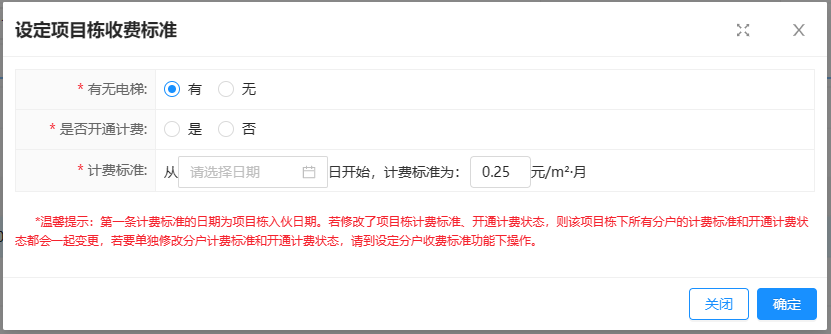 设定项目栋收费标准
* 有无电梯: 有 无
* 是否开通计费: 是 否
* 计费标准: 从 请选择日期 日开始，计费标准为： 0.25 元/m²·月
*温馨提示：第一条计费标准的日期为项目栋入伙日期。若修改了项目栋计费标准、开通计费状态，则该项目栋下所有分户的计费标准和开通计费状
态都会一起变更，若要单独修改分户计费标准和开通计费状态，请到设定分户收费标准功能下操作。
关闭 确定